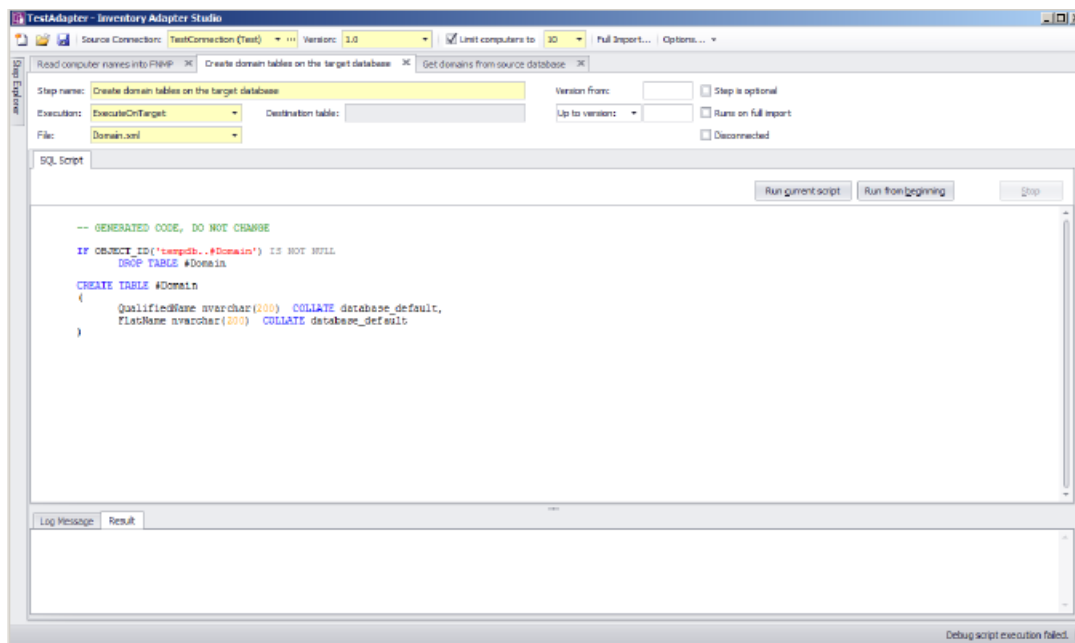 TestAdapter - Inventory Adapter Studio
Source Connection: TestConnection (Test) ... Version: 1.0 Limit computers to 10 Full Import... Options...
Step Explorer
Read computer names into FNMP Create domain tables on the target database Get domains from source database
Step name: Create domain tables on the target database Version from: Step is optional
Execution: ExecuteOnTarget Destination table: Up to version: Runs on full import
File: Domain.xml Disconnected
SQL Script
Run current script Run from beginning Stop
-- GENERATED CODE, DO NOT CHANGE
IF OBJECT_ID('tempdb..#Domain') IS NOT NULL
DROP TABLE #Domain
CREATE TABLE #Domain
(
QualifiedName nvarchar(200) COLLATE database_default,
FlatName nvarchar(200) COLLATE database_default
)
Log Message Result
Debug script execution failed.